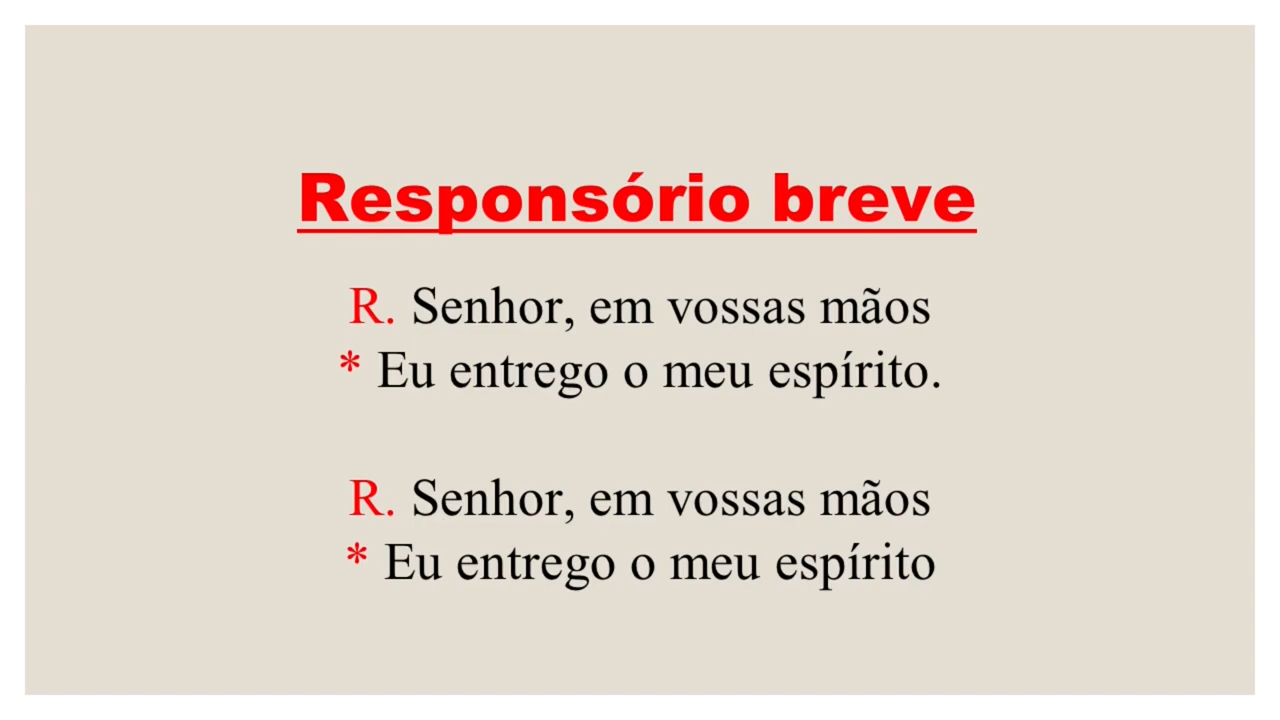 Responsório breve
R. Senhor, em vossas mãos
* Eu entrego o meu espírito.
R. Senhor, em vossas mãos
* Eu entrego o meu espírito